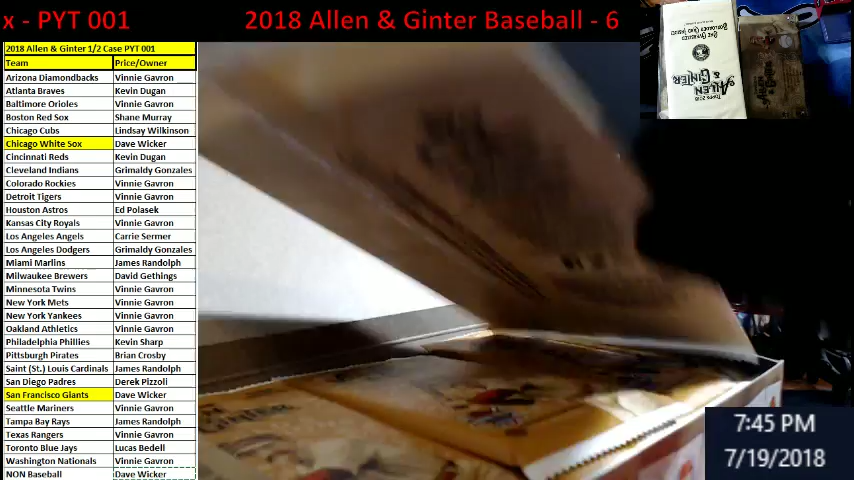 x - PYT 001 2018 Allen & Ginter Baseball - 6
2018 Allen & Ginter 1/2 Case PYT 001
Team Price/Owner
Arizona Diamondbacks Vinnie Gavron
Atlanta Braves Kevin Dugan
Baltimore Orioles Vinnie Gavron
Boston Red Sox Shane Murray
Chicago Cubs Lindsay Wilkinson
Chicago White Sox Dave Wicker
Cincinnati Reds Kevin Dugan
Cleveland Indians Grimaldy Gonzales
Colorado Rockies Vinnie Gavron
Detroit Tigers Vinnie Gavron
Houston Astros Ed Polasek
Kansas City Royals Vinnie Gavron
Los Angeles Angels Carrie Sermer
Los Angeles Dodgers Grimaldy Gonzales
Miami Marlins James Randolph
Milwaukee Brewers David Gethings
Minnesota Twins Vinnie Gavron
New York Mets Vinnie Gavron
New York Yankees Vinnie Gavron
Oakland Athletics Vinnie Gavron
Philadelphia Phillies Kevin Sharp
Pittsburgh Pirates Brian Crosby
Saint (St.) Louis Cardinals James Randolph
San Diego Padres Derek Pizzoli
San Francisco Giants Dave Wicker
Seattle Mariners Vinnie Gavron
Tampa Bay Rays James Randolph
Texas Rangers Vinnie Gavron
Toronto Blue Jays Lucas Bedell
Washington Nationals Vinnie Gavron
NON Baseball Dave Wicker
TOPPS 2018
ALLEN
& GINTER
GINTER
7:45 PM
7/19/2018